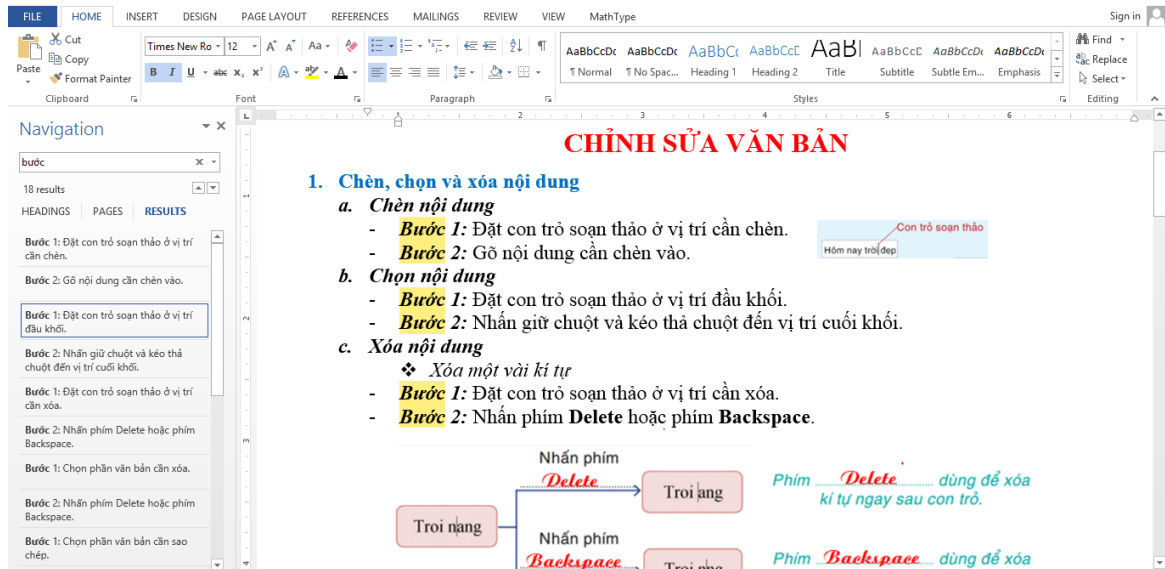 FILE HOME INSERT DESIGN PAGE LAYOUT REFERENCES MAILINGS REVIEW VIEW MathType Sign in
Paste
Cut
Copy
Format Painter
Clipboard
Times New Ro 12
B I U abc x₂ x² A
Font
Paragraph
AaBbCcDc AaBbCcDc AaBbCc AaBbCcC AaB AaBbCcC AaBbCcDc AaBbCcDc
¶ Normal ¶ No Spac... Heading 1 Heading 2 Title Subtitle Subtle Em... Emphasis
Styles
Find
Replace
Select
Editing
Navigation
bước
18 results
HEADINGS PAGES RESULTS
Bước 1: Đặt con trỏ soạn thảo ở vị trí
cần chèn.
Bước 2: Gõ nội dung cần chèn vào.
Bước 1: Đặt con trỏ soạn thảo ở vị trí
đầu khối.
Bước 2: Nhấn giữ chuột và kéo thả
chuột đến vị trí cuối khối.
Bước 1: Đặt con trỏ soạn thảo ở vị trí
cần xóa.
Bước 2: Nhấn phím Delete hoặc phím
Backspace.
Bước 1: Chọn phần văn bản cần xóa.
Bước 2: Nhấn phím Delete hoặc phím
Backspace.
Bước 1: Chọn phần văn bản cần sao
chép.
2 3 4 5 6
CHỈNH SỬA VĂN BẢN
1. Chèn, chọn và xóa nội dung
a. Chèn nội dung
- Bước 1: Đặt con trỏ soạn thảo ở vị trí cần chèn.
- Bước 2: Gõ nội dung cần chèn vào.
Con trỏ soạn thảo
Hôm nay trời đẹp
b. Chọn nội dung
- Bước 1: Đặt con trỏ soạn thảo ở vị trí đầu khối.
- Bước 2: Nhấn giữ chuột và kéo thả chuột đến vị trí cuối khối.
c. Xóa nội dung
❖ Xóa một vài kí tự
- Bước 1: Đặt con trỏ soạn thảo ở vị trí cần xóa.
- Bước 2: Nhấn phím Delete hoặc phím Backspace.
Nhấn phím
Delete
Troi ang
Phím Delete dùng để xóa
kí tự ngay sau con trỏ.
Troi nang
Nhấn phím
Backspace
Troi nng
Phím Backspace dùng để xóa